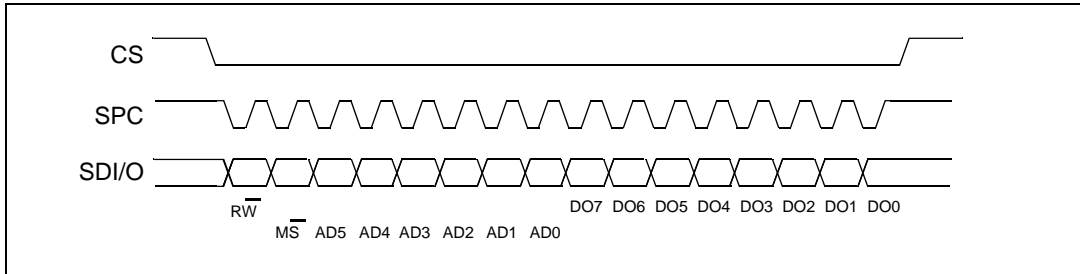 CS
SPC
SDI/O
RW̅
DO7 DO6 DO5 DO4 DO3 DO2 DO1 DO0
MS̅ AD5 AD4 AD3 AD2 AD1 AD0